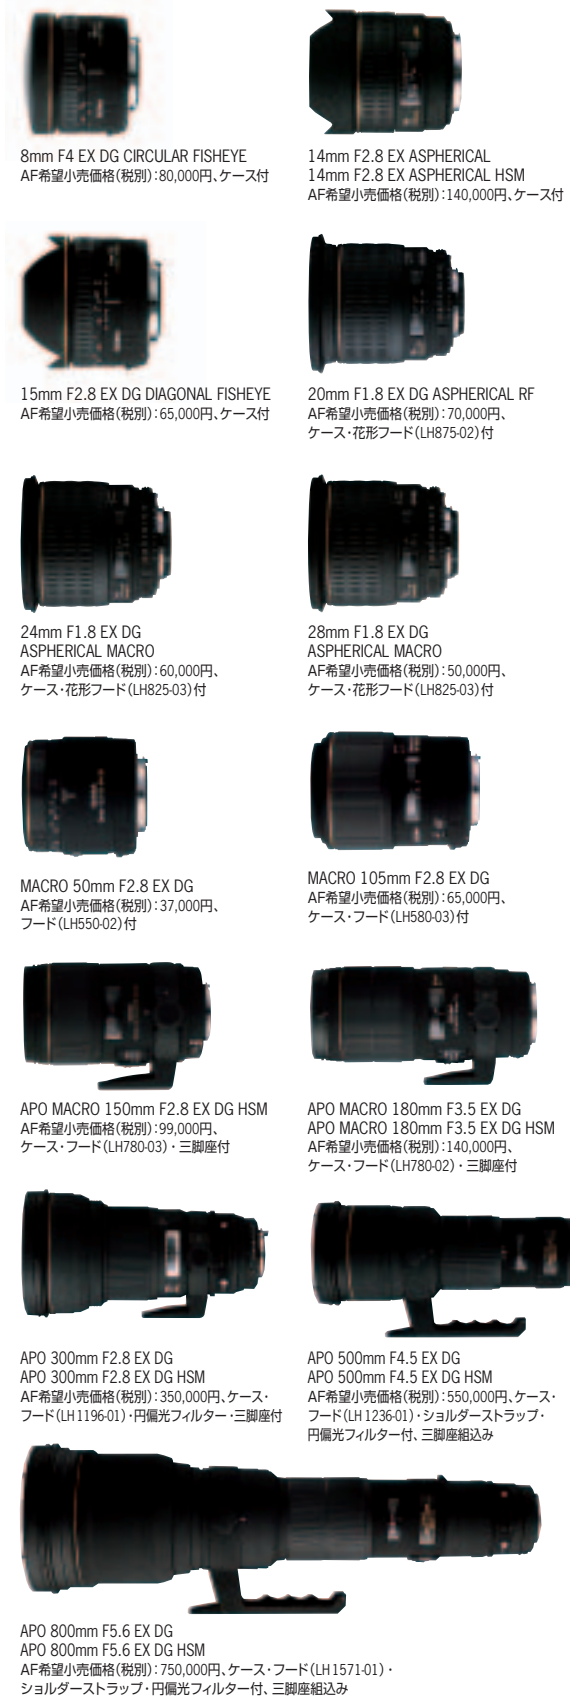 8mm F4 EX DG CIRCULAR FISHEYE
AF希望小売価格(税別):80,000円、ケース付
14mm F2.8 EX ASPHERICAL
14mm F2.8 EX ASPHERICAL HSM
AF希望小売価格(税別):140,000円、ケース付
15mm F2.8 EX DG DIAGONAL FISHEYE
AF希望小売価格(税別):65,000円、ケース付
20mm F1.8 EX DG ASPHERICAL RF
AF希望小売価格(税別):70,000円、
ケース・花形フード(LH875-02)付
24mm F1.8 EX DG
ASPHERICAL MACRO
AF希望小売価格(税別):60,000円、
ケース・花形フード(LH825-03)付
28mm F1.8 EX DG
ASPHERICAL MACRO
AF希望小売価格(税別):50,000円、
ケース・花形フード(LH825-03)付
MACRO 50mm F2.8 EX DG
AF希望小売価格(税別):37,000円、
フード(LH550-02)付
MACRO 105mm F2.8 EX DG
AF希望小売価格(税別):65,000円、
ケース・フード(LH580-03)付
APO MACRO 150mm F2.8 EX DG HSM
AF希望小売価格(税別):99,000円、
ケース・フード(LH780-03)・三脚座付
APO MACRO 180mm F3.5 EX DG
APO MACRO 180mm F3.5 EX DG HSM
AF希望小売価格(税別):140,000円、
ケース・フード(LH780-02)・三脚座付
APO 300mm F2.8 EX DG
APO 300mm F2.8 EX DG HSM
AF希望小売価格(税別):350,000円、ケース・
フード(LH1196-01)・円偏光フィルター・三脚座付
APO 500mm F4.5 EX DG
APO 500mm F4.5 EX DG HSM
AF希望小売価格(税別):550,000円、ケース・
フード(LH1236-01)・ショルダーストラップ・
円偏光フィルター付、三脚座組込み
APO 800mm F5.6 EX DG
APO 800mm F5.6 EX DG HSM
AF希望小売価格(税別):750,000円、ケース・フード(LH1571-01)・
ショルダーストラップ・円偏光フィルター付、三脚座組込み